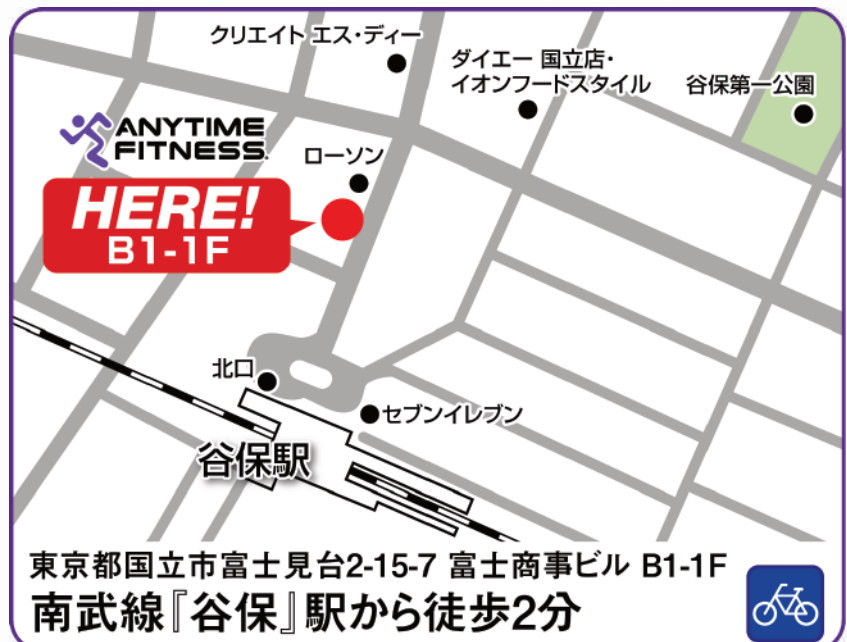 クリエイト エス・ディー
ダイエー 国立店・
イオンフードスタイル
谷保第一公園
ANYTIME
FITNESS.
ローソン
HERE!
B1-1F
北口
セブンイレブン
谷保駅
東京都国立市富士見台2-15-7 富士商事ビル B1-1F
南武線『谷保』駅から徒歩2分